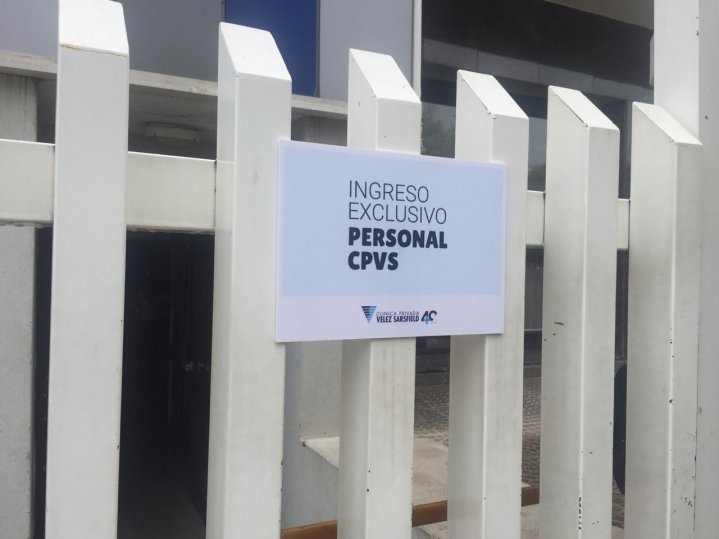 INGRESO
EXCLUSIVO
PERSONAL
CPVS
CLINICA PRIVADA
VELEZ SARSFIELD
40